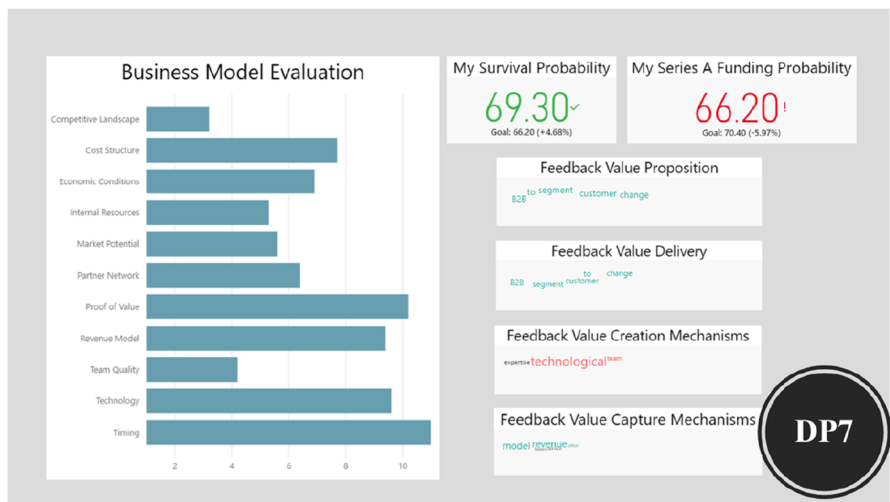 Business Model Evaluation
Competitive Landscape
Cost Structure
Economic Conditions
Internal Resources
Market Potential
Partner Network
Proof of Value
Revenue Model
Team Quality
Technology
Timing
2 4 6 8 10
My Survival Probability
69.30
Goal: 66.20 (+4.68%)
My Series A Funding Probability
66.20!
Goal: 70.40 (-5.97%)
Feedback Value Proposition
B2B to segment customer change
Feedback Value Delivery
B2B segment customer to change
Feedback Value Creation Mechanisms
expertise technological team
Feedback Value Capture Mechanisms
model revenue
DP7